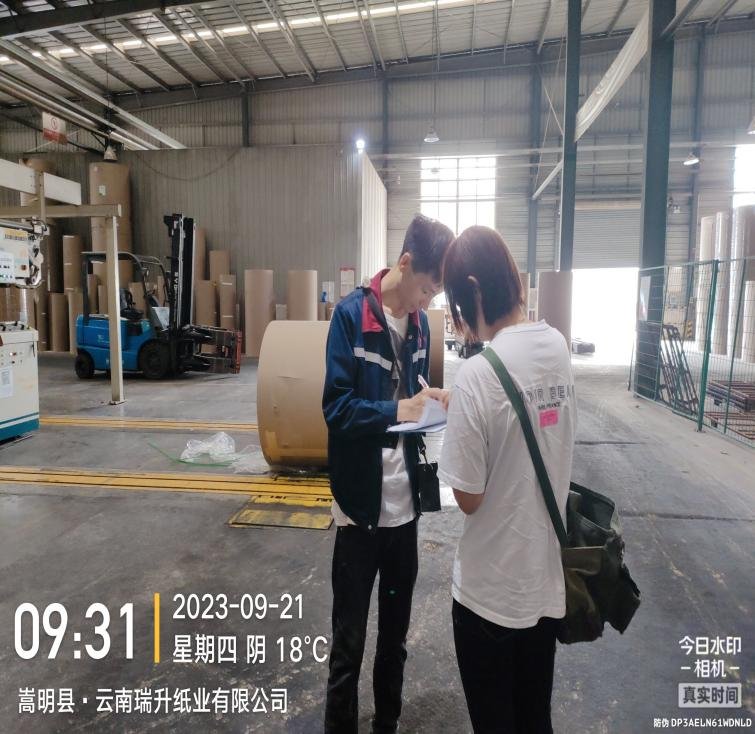 09:31
2023-09-21
星期四 阴 18°C
嵩明县·云南瑞升纸业有限公司
今日水印
-相机-
真实时间
防伪 DP3AELN61WDNLD